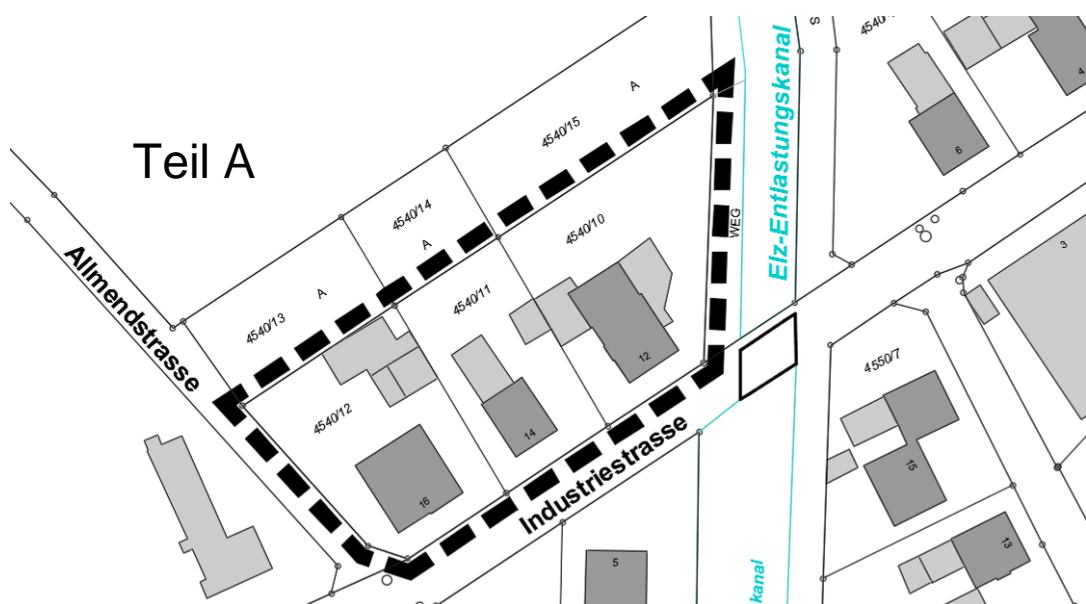 Teil A
Allmendstrasse
Industriestrasse
Elz-Entlastungskanal
kanal
WEG
4540/15
A
4540/14
A
4540/13
A
4540/10
4540/11
4540/12
12
14
16
5
6
4
3
S
4550/7
15
13